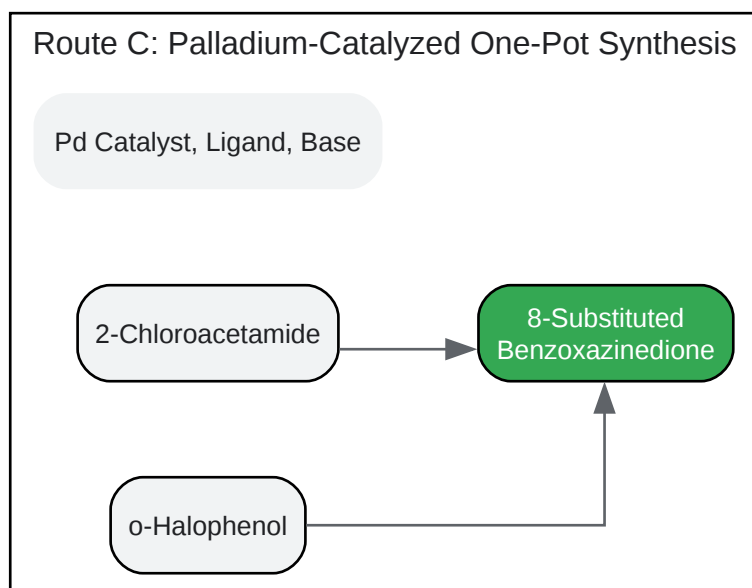 Route C: Palladium-Catalyzed One-Pot Synthesis
Pd Catalyst, Ligand, Base
2-Chloroacetamide
8-Substituted
Benzoxazinedione
o-Halophenol